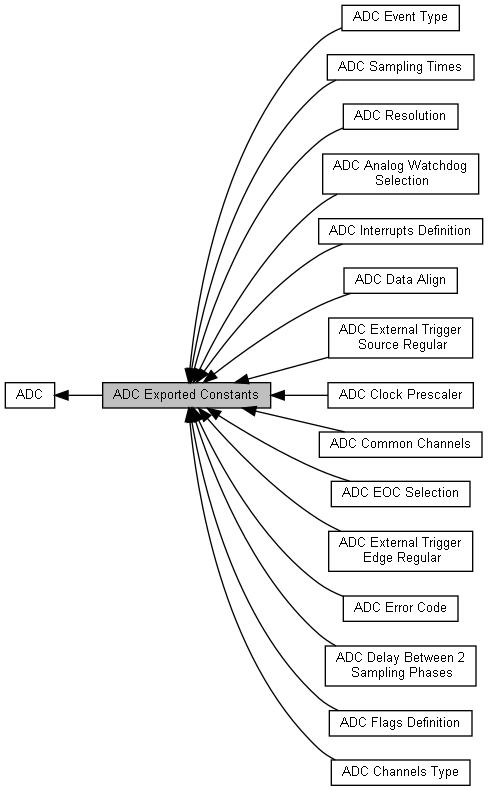 ADC Event Type
ADC Sampling Times
ADC Resolution
ADC Analog Watchdog
Selection
ADC Interrupts Definition
ADC Data Align
ADC External Trigger
Source Regular
ADC
ADC Exported Constants
ADC Clock Prescaler
ADC Common Channels
ADC EOC Selection
ADC External Trigger
Edge Regular
ADC Error Code
ADC Delay Between 2
Sampling Phases
ADC Flags Definition
ADC Channels Type